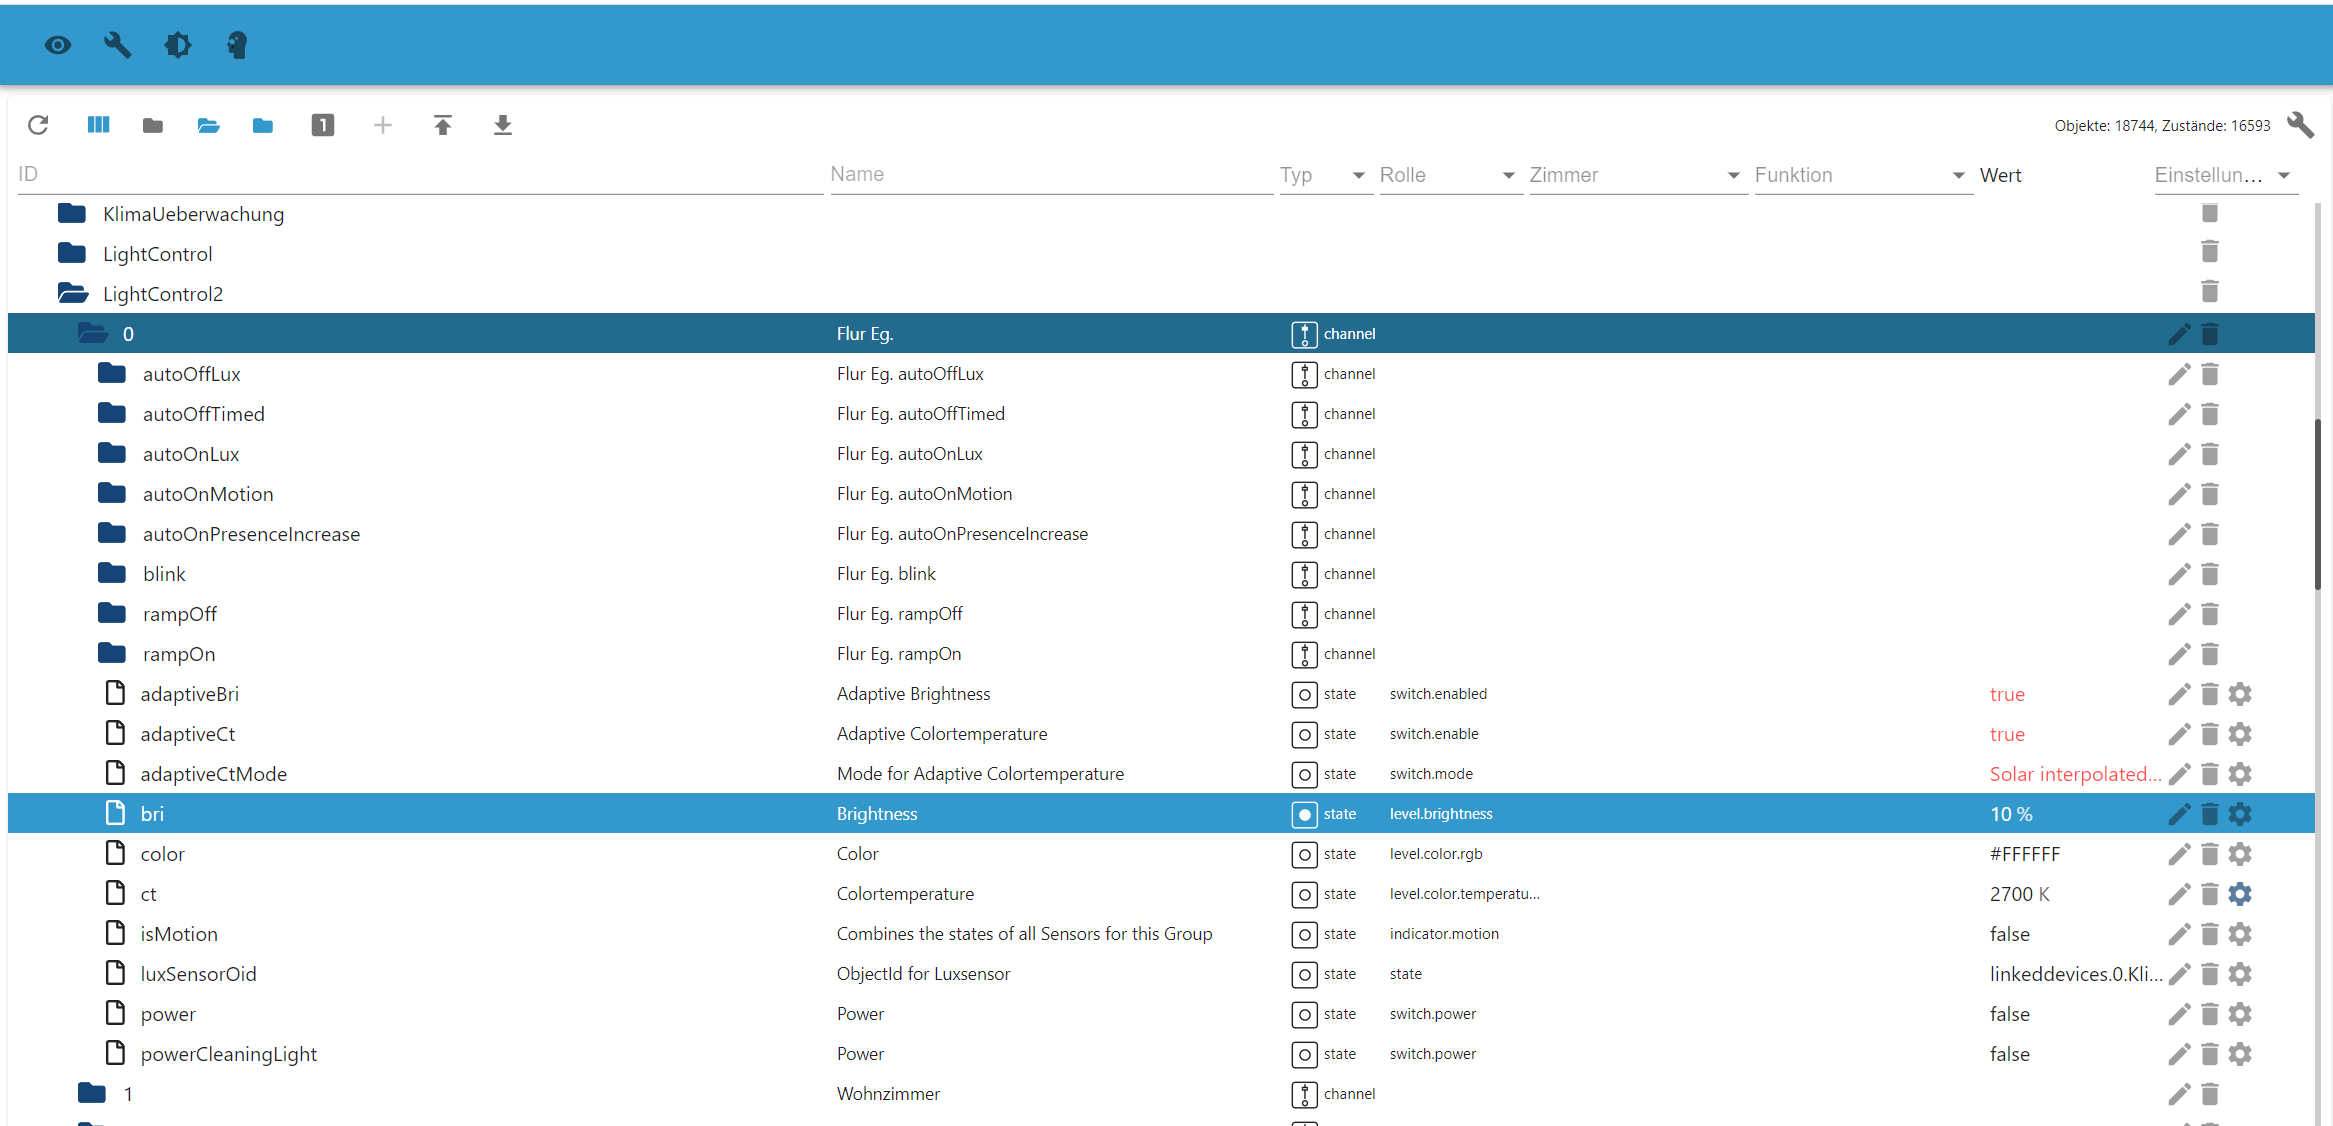 1
Objekte: 18744, Zustände: 16593
ID Name Typ Rolle Zimmer Funktion Wert Einstellun...
KlimaUeberwachung
LightControl
LightControl2
0 Flur Eg. channel
autoOffLux Flur Eg. autoOffLux channel
autoOffTimed Flur Eg. autoOffTimed channel
autoOnLux Flur Eg. autoOnLux channel
autoOnMotion Flur Eg. autoOnMotion channel
autoOnPresenceIncrease Flur Eg. autoOnPresenceIncrease channel
blink Flur Eg. blink channel
rampOff Flur Eg. rampOff channel
rampOn Flur Eg. rampOn channel
adaptiveBri Adaptive Brightness state switch.enabled true
adaptiveCt Adaptive Colortemperature state switch.enable true
adaptiveCtMode Mode for Adaptive Colortemperature state switch.mode Solar interpolated...
bri Brightness state level.brightness 10 %
color Color state level.color.rgb #FFFFFF
ct Colortemperature state level.color.temperatu... 2700 K
isMotion Combines the states of all Sensors for this Group state indicator.motion false
luxSensorOid ObjectId for Luxsensor state state linkeddevices.0.Kli...
power Power state switch.power false
powerCleaningLight Power state switch.power false
1 Wohnzimmer channel